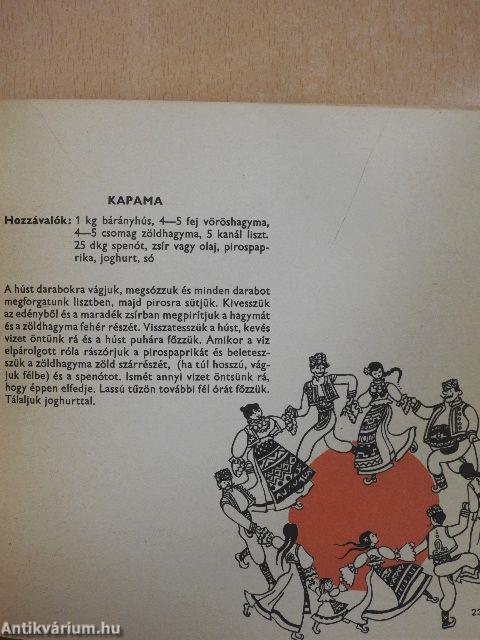 KAPAMA
Hozzávalók: 1 kg bárányhús, 4—5 fej vöröshagyma,
4—5 csomag zöldhagyma, 5 kanál liszt.
25 dkg spenót, zsír vagy olaj, pirospap-
rika, joghurt, só
A húst darabokra vágjuk, megsózzuk és minden darabot
megforgatunk lisztben, majd pirosra sütjük. Kivesszük
az edényből és a maradék zsírban megpirítjuk a hagymát
és a zöldhagyma fehér részét. Visszatesszük a húst, kevés
vizet öntünk rá és a húst puhára főzzük. Amikor a víz
elpárolgott róla rászórjuk a pirospaprikát és beletesz-
szük a zöldhagyma zöld szárrészét, (ha túl hosszú, vág-
juk félbe) és a spenótot. Ismét annyi vizet öntsünk rá,
hogy éppen elfedje. Lassú tűzön további fél órát főzzük.
Tálaljuk joghurttal.
23
Antikvárium.hu